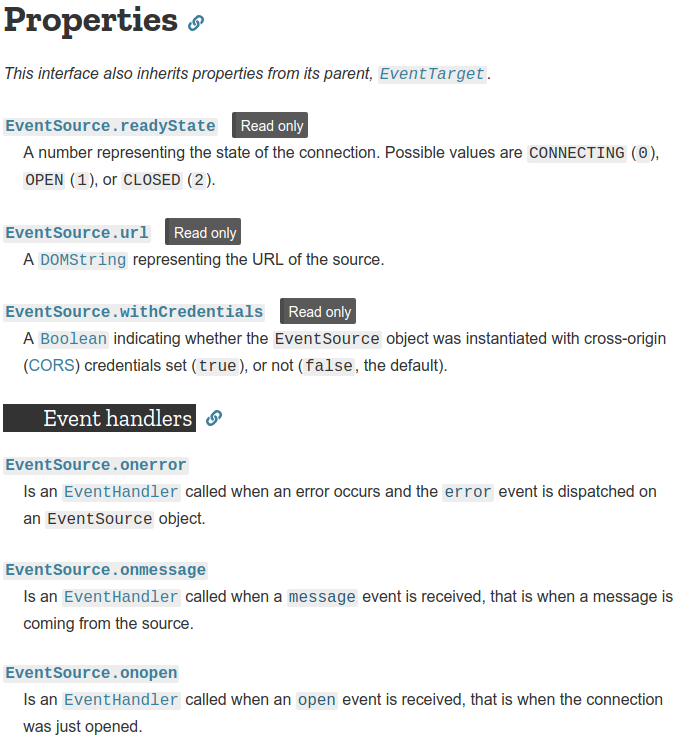 Properties
This interface also inherits properties from its parent, EventTarget.
EventSource.readyState Read only
A number representing the state of the connection. Possible values are CONNECTING (0),
OPEN (1), or CLOSED (2).
EventSource.url Read only
A DOMString representing the URL of the source.
EventSource.withCredentials Read only
A Boolean indicating whether the EventSource object was instantiated with cross-origin
(CORS) credentials set (true), or not (false, the default).
Event handlers
EventSource.onerror
Is an EventHandler called when an error occurs and the error event is dispatched on
an EventSource object.
EventSource.onmessage
Is an EventHandler called when a message event is received, that is when a message is
coming from the source.
EventSource.onopen
Is an EventHandler called when an open event is received, that is when the connection
was just opened.